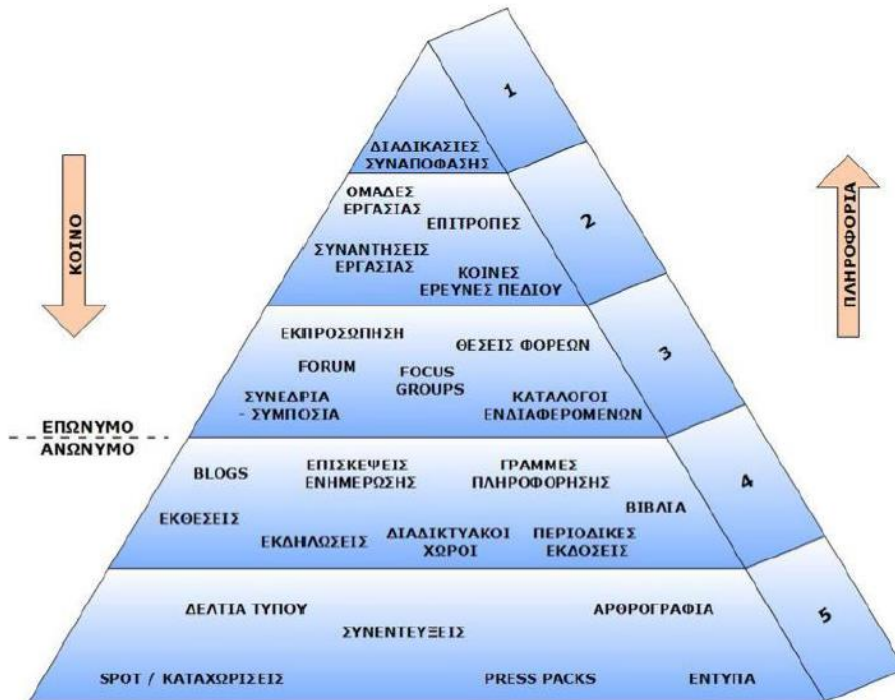 1
ΔΙΑΔΙΚΑΣΙΕΣ
ΣΥΝΑΠΟΦΑΣΗΣ
2
ΟΜΑΔΕΣ
ΕΡΓΑΣΙΑΣ
ΕΠΙΤΡΟΠΕΣ
ΣΥΝΑΝΤΗΣΕΙΣ
ΕΡΓΑΣΙΑΣ
ΚΟΙΝΕΣ
ΕΡΕΥΝΕΣ ΠΕΔΙΟΥ
ΚΟΙΝΟ
ΠΛΗΡΟΦΟΡΙΑ
3
ΕΚΠΡΟΣΩΠΗΣΗ
ΘΕΣΕΙΣ ΦΟΡΕΩΝ
FORUM
FOCUS
GROUPS
ΣΥΝΕΔΡΙΑ
- ΣΥΜΠΟΣΙΑ
ΚΑΤΑΛΟΓΟΙ
ΕΝΔΙΑΦΕΡΟΜΕΝΩΝ
ΕΠΩΝΥΜΟ
ΑΝΩΝΥΜΟ
4
BLOGS
ΕΠΙΣΚΕΨΕΙΣ
ΕΝΗΜΕΡΩΣΗΣ
ΓΡΑΜΜΕΣ
ΠΛΗΡΟΦΟΡΗΣΗΣ
ΒΙΒΛΙΑ
ΕΚΘΕΣΕΙΣ
ΕΚΔΗΛΩΣΕΙΣ
ΔΙΑΔΙΚΤΥΑΚΟΙ
ΧΩΡΟΙ
ΠΕΡΙΟΔΙΚΕΣ
ΕΚΔΟΣΕΙΣ
5
ΔΕΛΤΙΑ ΤΥΠΟΥ
ΣΥΝΕΝΤΕΥΞΕΙΣ
ΑΡΘΡΟΓΡΑΦΙΑ
SPOT / ΚΑΤΑΧΩΡΙΣΕΙΣ
PRESS PACKS
ΕΝΤΥΠΑ